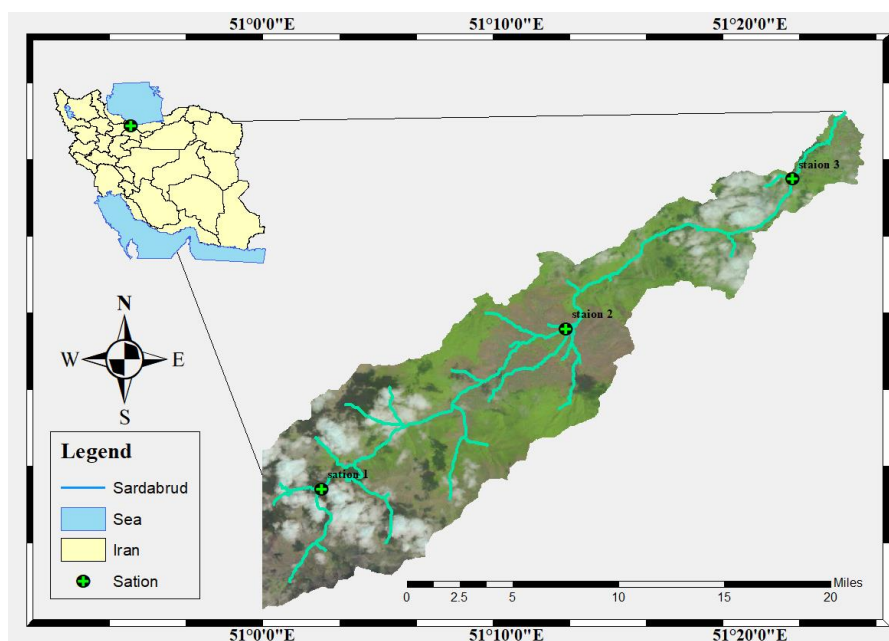 51°0'0"E 51°10'0"E 51°20'0"E
staion 3
staion 2
sation 1
N
W E
S
Legend
Sardabrud
Sea
Iran
Sation
Miles
0 2.5 5 10 15 20
51°0'0"E 51°10'0"E 51°20'0"E